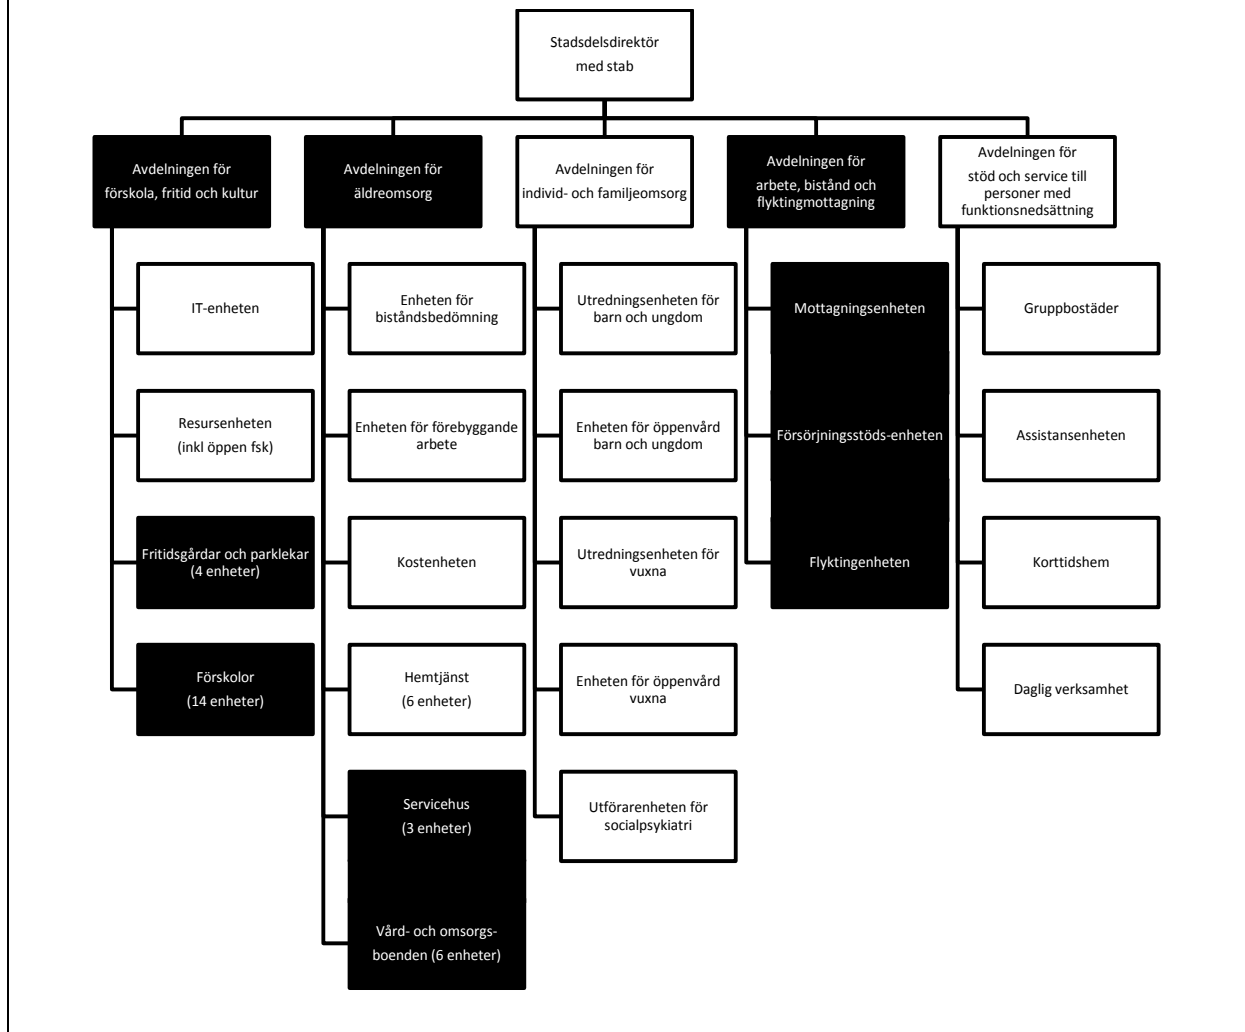 Stadsdelsdirektör
med stab
Avdelningen för
förskola, fritid och kultur
Avdelningen för
äldreomsorg
Avdelningen för
individ- och familjeomsorg
Avdelningen för
arbete, bistånd och
flyktingmottagning
Avdelningen för
stöd och service till
personer med
funktionsnedsättning
IT-enheten
Resursenheten
(inkl öppen fsk)
Fritidsgårdar och parklekar
(4 enheter)
Förskolor
(14 enheter)
Enheten för
biståndsbedömning
Enheten för förebyggande
arbete
Kostenheten
Hemtjänst
(6 enheter)
Servicehus
(3 enheter)
Vård- och omsorgs-
boenden (6 enheter)
Utredningsenheten för
barn och ungdom
Enheten för öppenvård
barn och ungdom
Utredningsenheten för
vuxna
Enheten för öppenvård
vuxna
Utförarenheten för
socialpsykiatri
Mottagningsenheten
Försörjningsstöds-enheten
Flyktingenheten
Gruppbostäder
Assistansenheten
Korttidshem
Daglig verksamhet